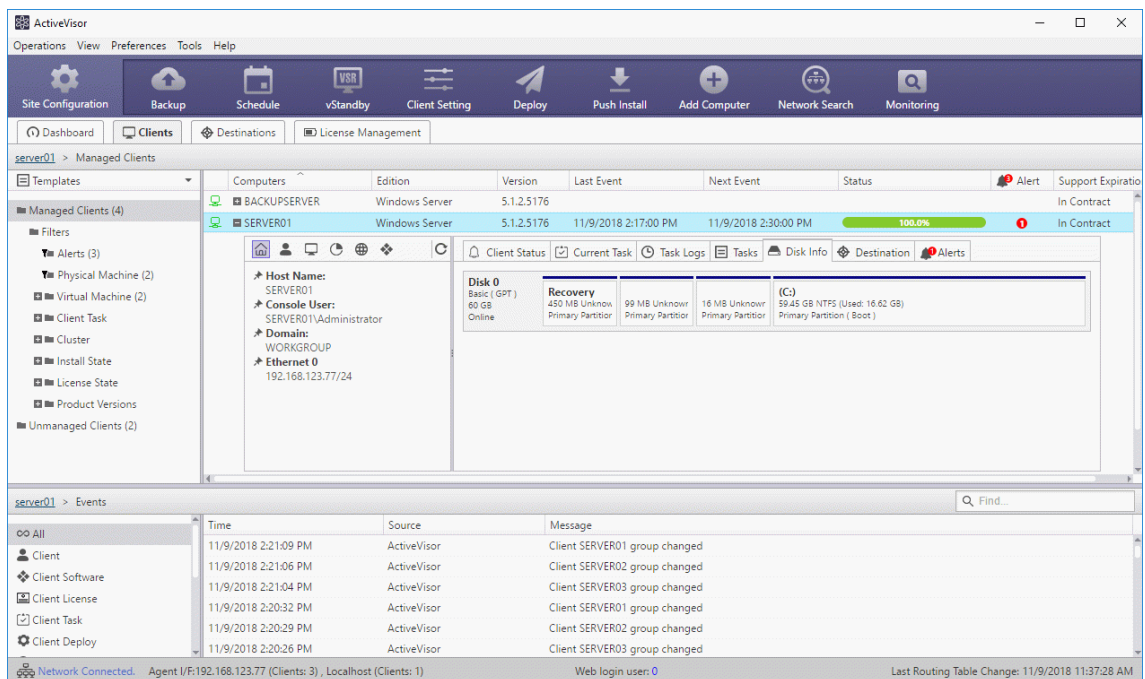 ActiveVisor
Operations View Preferences Tools Help
VSR
Site Configuration Backup Schedule vStandby Client Setting Deploy Push Install Add Computer Network Search Monitoring
Dashboard Clients Destinations License Management
server01 > Managed Clients
Templates Computers Edition Version Last Event Next Event Status 3 Alert Support Expiratio
BACKUPSERVER Windows Server 5.1.2.5176 In Contract
Managed Clients (4)
SERVER01 Windows Server 5.1.2.5176 11/9/2018 2:17:00 PM 11/9/2018 2:30:00 PM 100.0% 1 In Contract
Filters
Alerts (3)
Physical Machine (2)
Virtual Machine (2)
Client Task
Cluster
Install State
License State
Product Versions
Unmanaged Clients (2)
Host Name:
SERVER01
Console User:
SERVER01\Administrator
Domain:
WORKGROUP
Ethernet 0
192.168.123.77/24
Client Status Current Task Task Logs Tasks Disk Info Destination Alerts
Disk 0
Basic ( GPT )
60 GB
Online
Recovery
450 MB Unknow
Primary Partition
99 MB Unknowr
Primary Partitior
16 MB Unknowr
Primary Partitior
(C:)
59.45 GB NTFS (Used: 16.62 GB)
Primary Partition ( Boot )
server01 > Events Find...
All
Client
Client Software
Client License
Client Task
Client Deploy
Time Source Message
11/9/2018 2:21:09 PM ActiveVisor Client SERVER01 group changed
11/9/2018 2:21:06 PM ActiveVisor Client SERVER02 group changed
11/9/2018 2:21:04 PM ActiveVisor Client SERVER03 group changed
11/9/2018 2:20:32 PM ActiveVisor Client SERVER01 group changed
11/9/2018 2:20:29 PM ActiveVisor Client SERVER02 group changed
11/9/2018 2:20:26 PM ActiveVisor Client SERVER03 group changed
Network Connected. Agent I/F:192.168.123.77 (Clients: 3) , Localhost (Clients: 1) Web login user: 0 Last Routing Table Change: 11/9/2018 11:37:28 AM